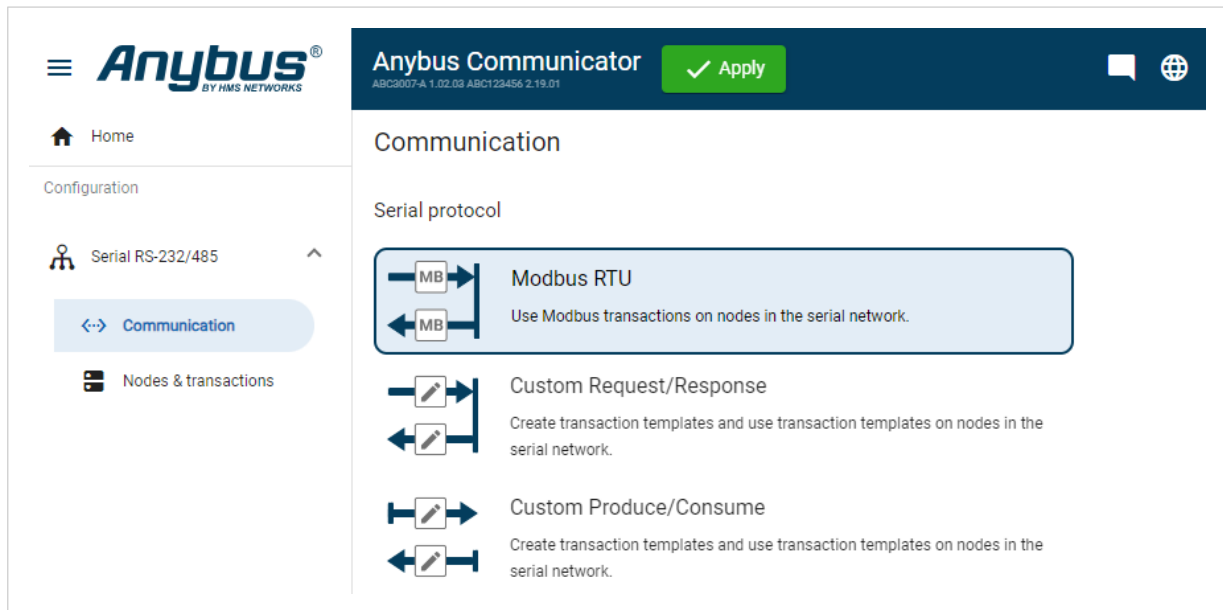 Anybus®
BY HMS NETWORKS
Anybus Communicator
ABC3007-A 1.02.03 ABC123456 2.19.01
Apply
Home
Configuration
Serial RS-232/485
Communication
Nodes & transactions
Communication
Serial protocol
MB
MB
Modbus RTU
Use Modbus transactions on nodes in the serial network.
Custom Request/Response
Create transaction templates and use transaction templates on nodes in the
serial network.
Custom Produce/Consume
Create transaction templates and use transaction templates on nodes in the
serial network.